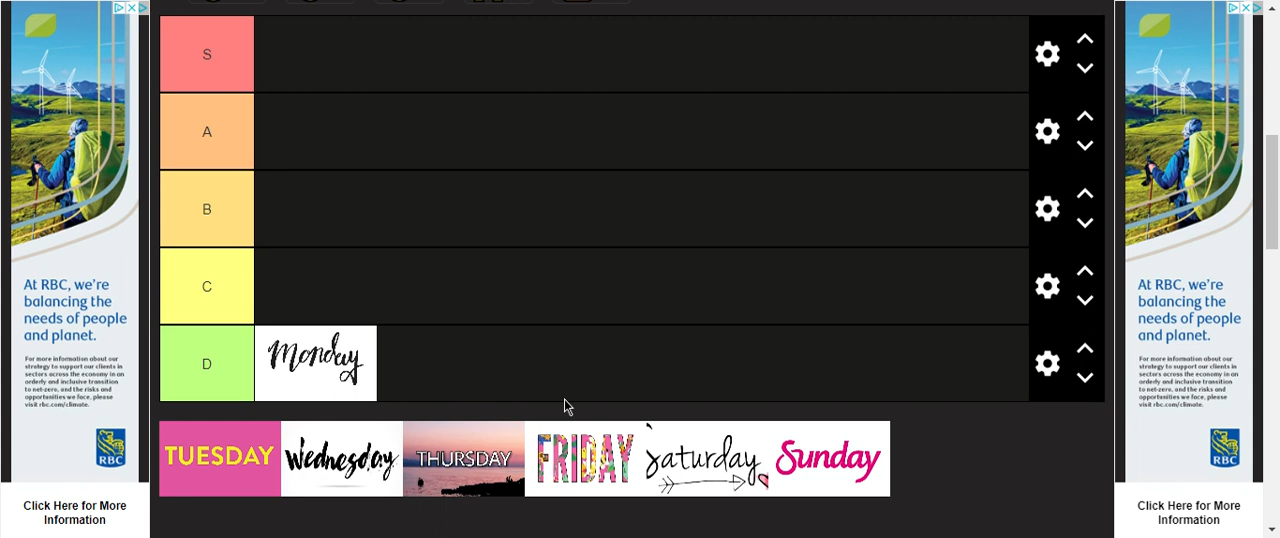 At RBC, we're
balancing the
needs of people
and planet.
For more information about our
strategy to support our clients in
sectors across the economy in an
orderly and inclusive transition
to net-zero, and the risks and
opportunities we face, please
visit rbc.com/climate.
RBC
Click Here for More
Information
S
A
B
C
D
Monday
TUESDAY
Wednesday
THURSDAY
FRIDAY
Saturday
Sunday
At RBC, we're
balancing the
needs of people
and planet.
For more information about our
strategy to support our clients in
sectors across the economy in an
orderly and inclusive transition
to net-zero, and the risks and
opportunities we face, please
visit rbc.com/climate.
RBC
Click Here for More
Information